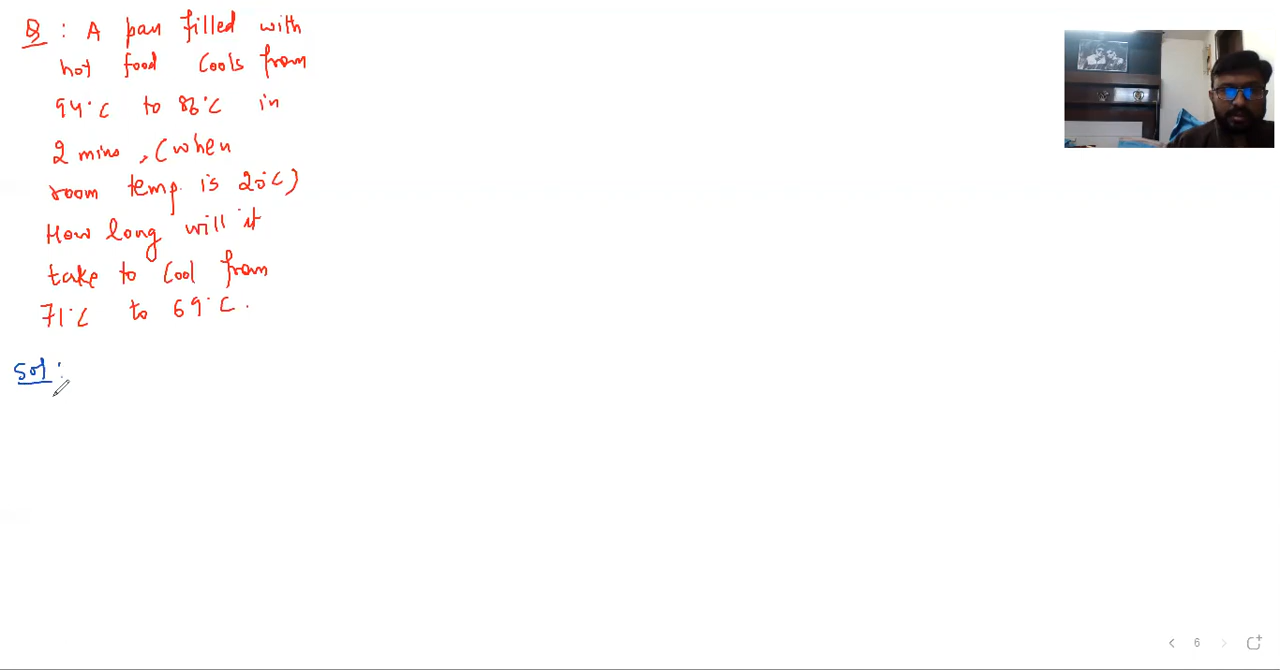 Q : A pan filled with
hot food cools from
94°C to 86°C in
2 mins, (when
room temp. is 20°C)
How long will it
take to cool from
71°C to 69°C.
Sol :
6